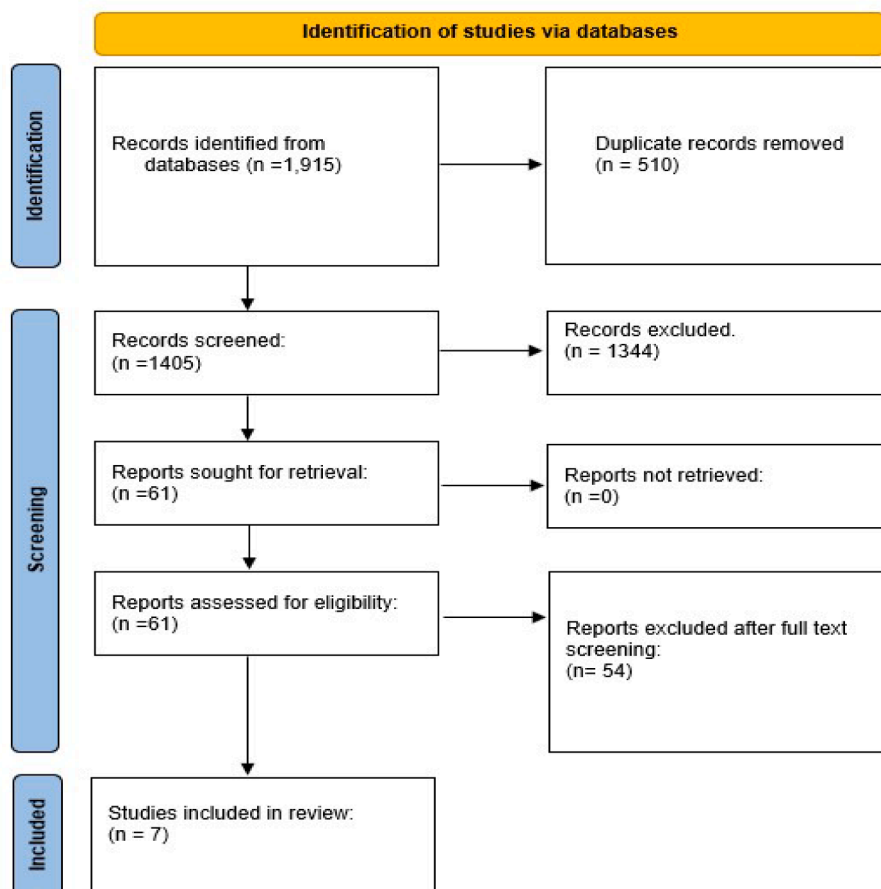 Identification of studies via databases
Identification
Records identified from
databases (n =1,915)
Duplicate records removed
(n = 510)
Screening
Records screened:
(n =1405)
Records excluded.
(n = 1344)
Reports sought for retrieval:
(n =61)
Reports not retrieved:
(n =0)
Reports assessed for eligibility:
(n =61)
Reports excluded after full text
screening:
(n= 54)
Included
Studies included in review:
(n = 7)